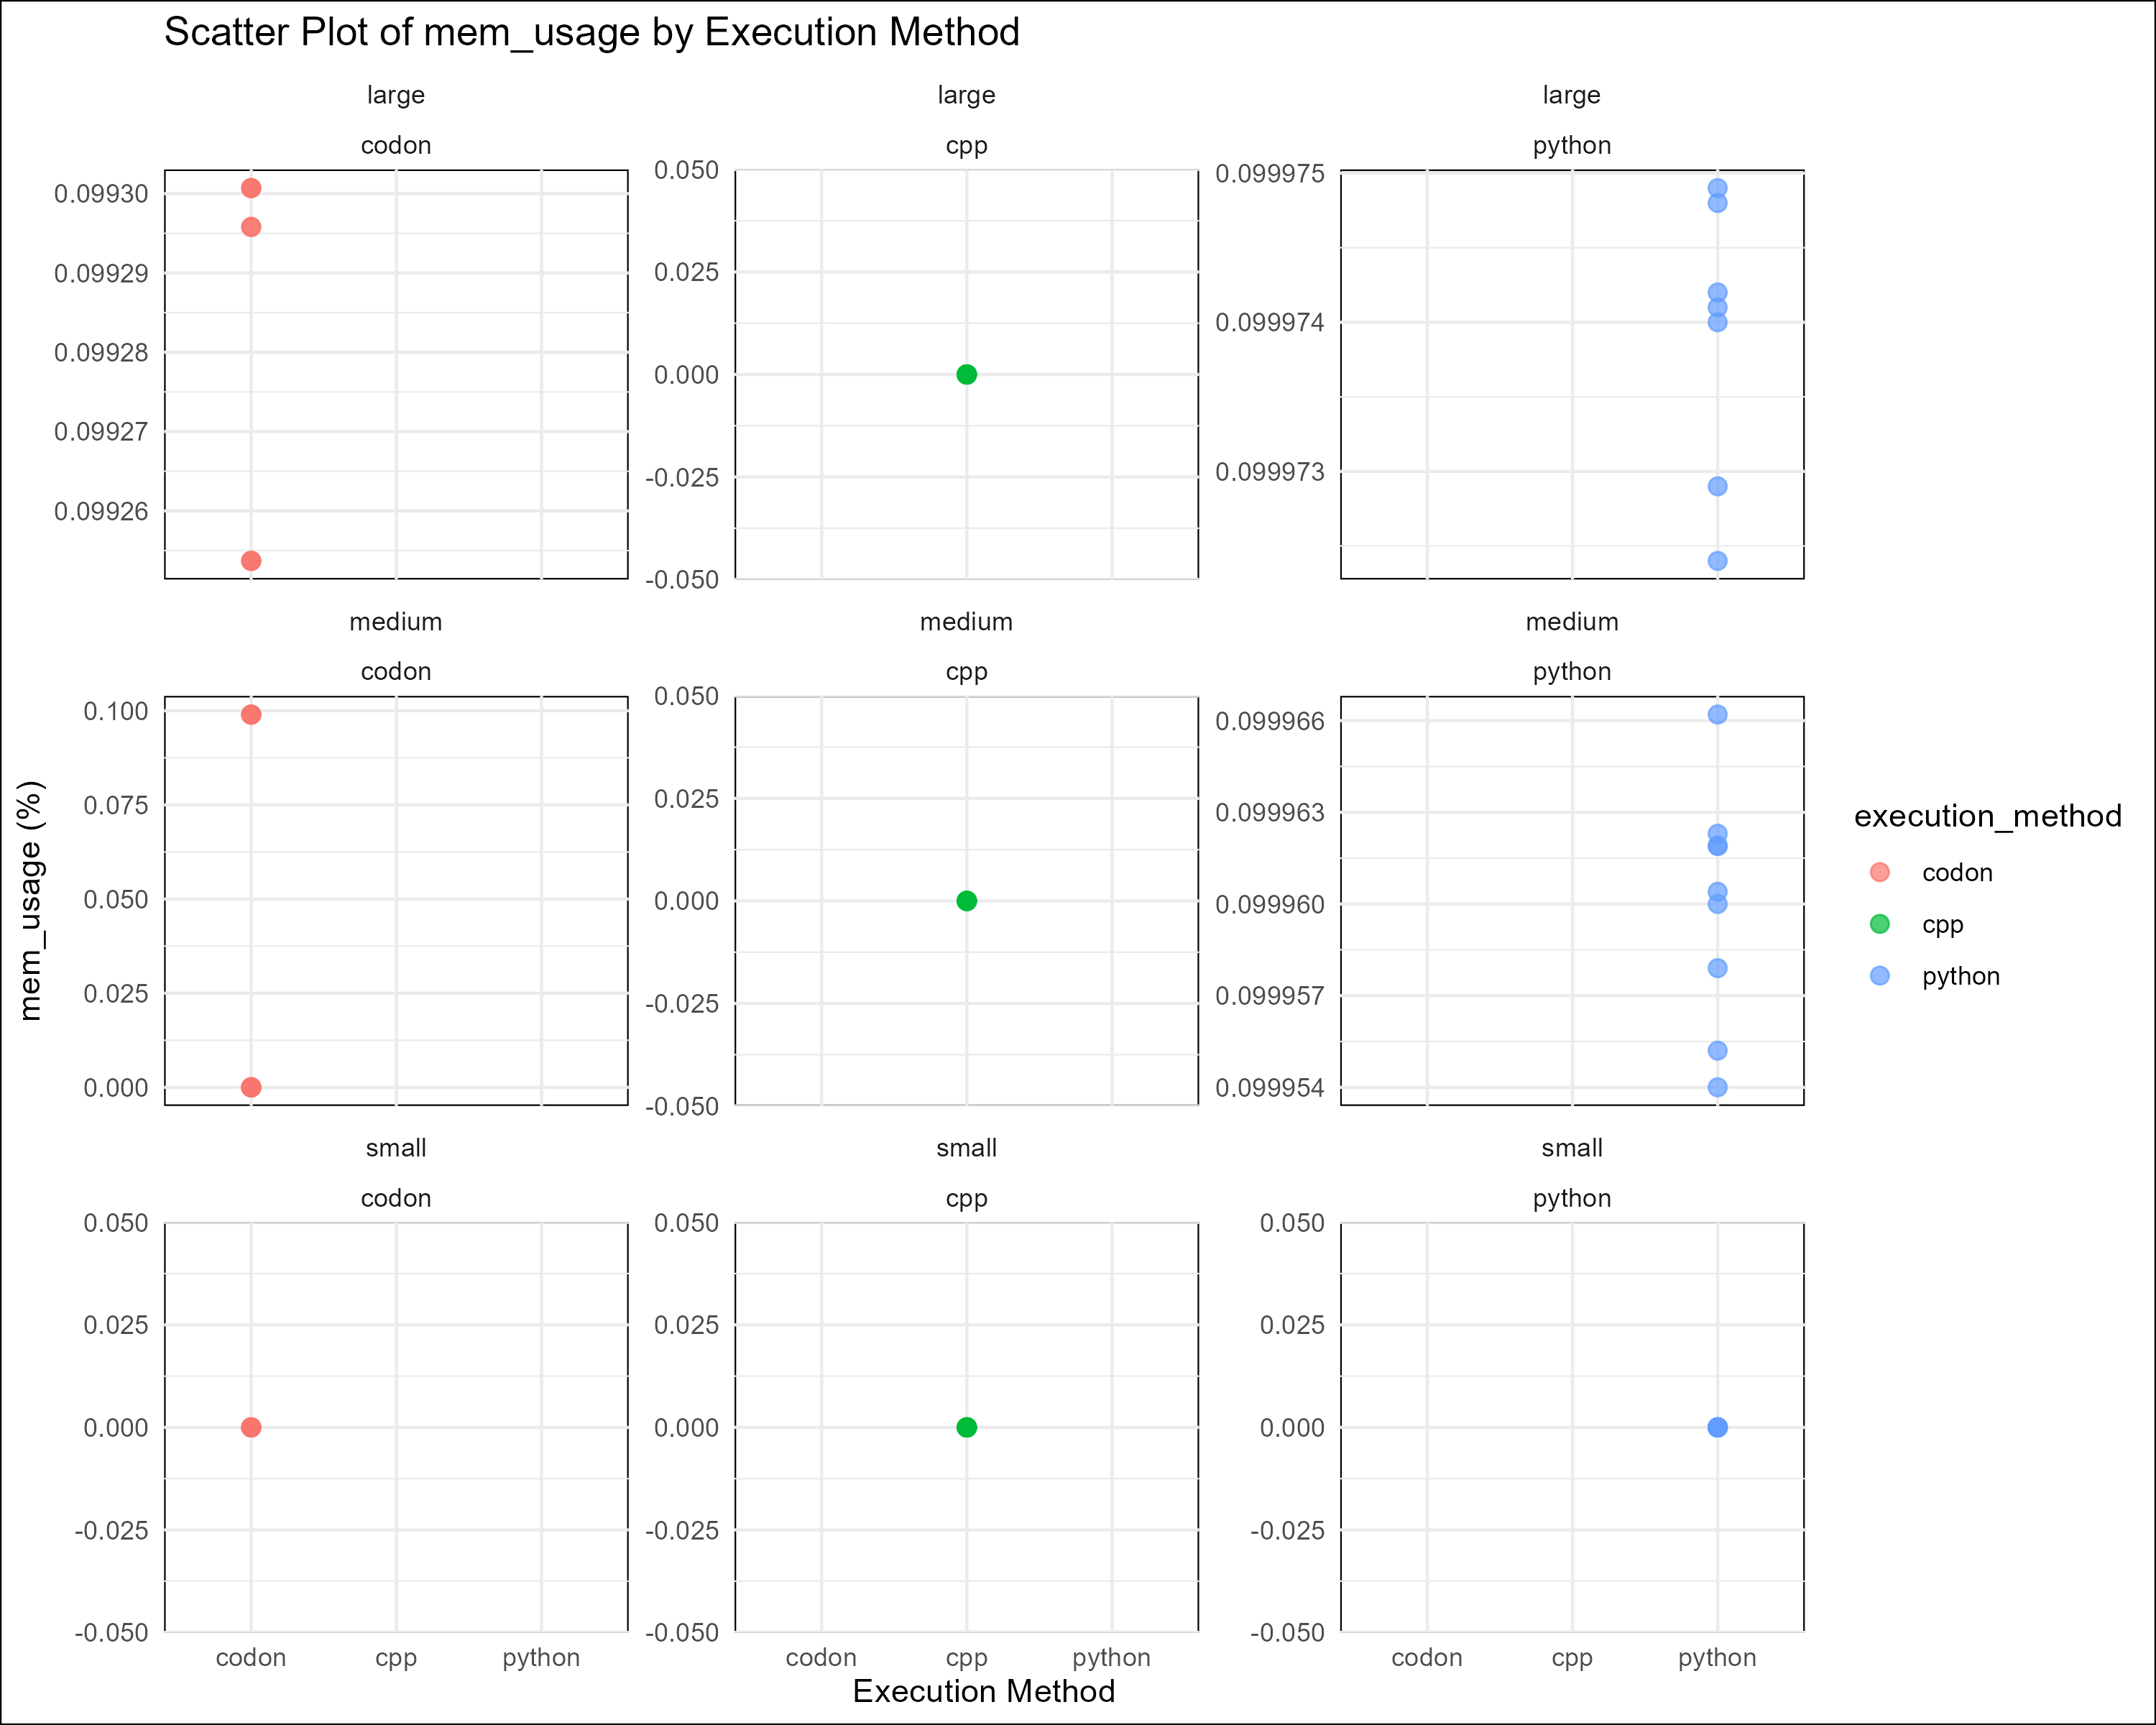 Scatter Plot of mem_usage by Execution Method
large
large
large
codon
cpp
python
0.09930
0.09929
0.09928
0.09927
0.09926
0.050
0.025
0.000
-0.025
-0.050
0.099975
0.099974
0.099973
medium
medium
medium
codon
cpp
python
0.100
0.075
0.050
0.025
0.000
0.050
0.025
0.000
-0.025
-0.050
0.099966
0.099963
0.099960
0.099957
0.099954
small
small
small
codon
cpp
python
0.050
0.025
0.000
-0.025
-0.050
0.050
0.025
0.000
-0.025
-0.050
0.050
0.025
0.000
-0.025
-0.050
codon cpp python
codon cpp python
codon cpp python
Execution Method
mem_usage (%)
execution_method
codon
cpp
python